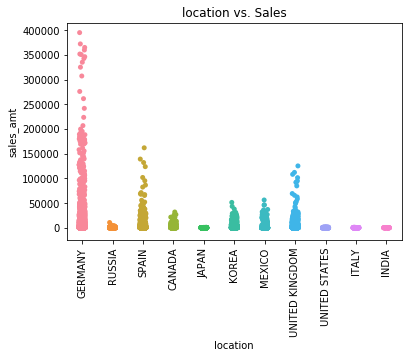 location vs. Sales
400000
350000
300000
250000
200000
150000
100000
50000
0
sales_amt
GERMANY
RUSSIA
SPAIN
CANADA
JAPAN
KOREA
MEXICO
UNITED KINGDOM
UNITED STATES
ITALY
INDIA
location